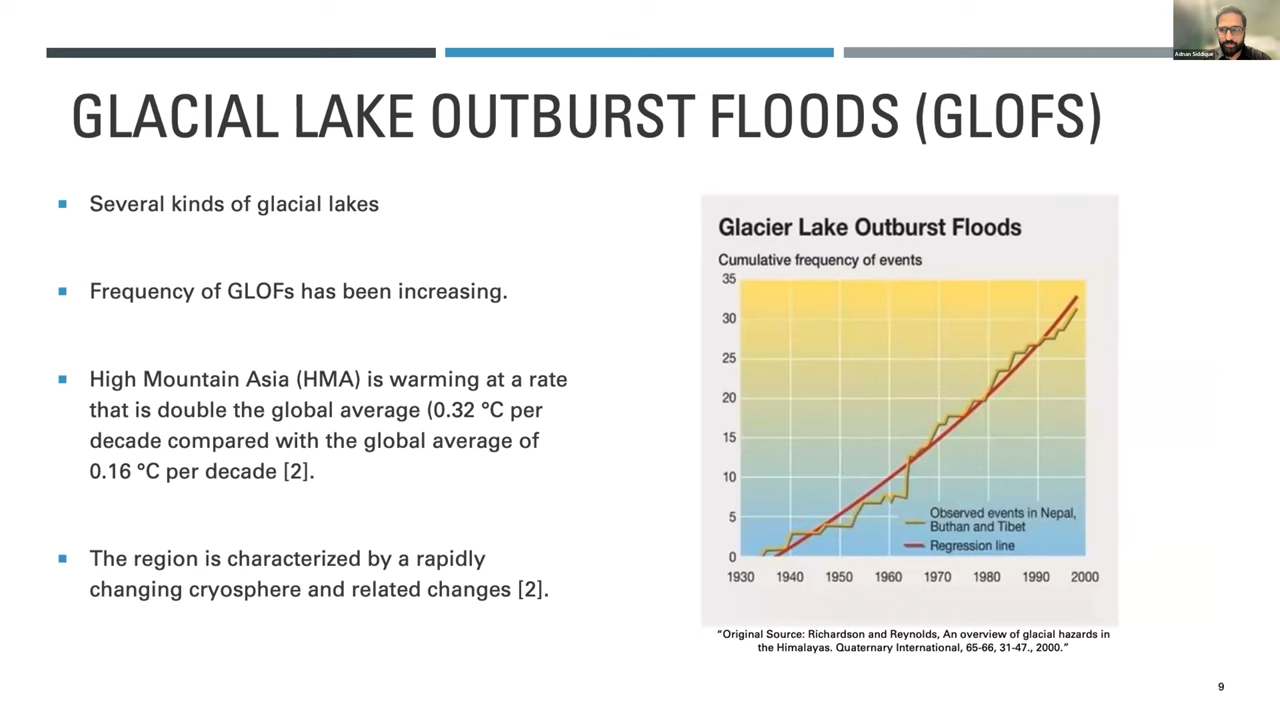 Adnan Siddique
GLACIAL LAKE OUTBURST FLOODS (GLOFS)
Several kinds of glacial lakes
Frequency of GLOFs has been increasing.
High Mountain Asia (HMA) is warming at a rate
that is double the global average (0.32 °C per
decade compared with the global average of
0.16 °C per decade [2].
The region is characterized by a rapidly
changing cryosphere and related changes [2].
Glacier Lake Outburst Floods
Cumulative frequency of events
35
30
25
20
15
10
5
0
Observed events in Nepal,
Buthan and Tibet
Regression line
1930 1940 1950 1960 1970 1980 1990 2000
“Original Source: Richardson and Reynolds, An overview of glacial hazards in
the Himalayas. Quaternary International, 65-66, 31-47., 2000.”
9